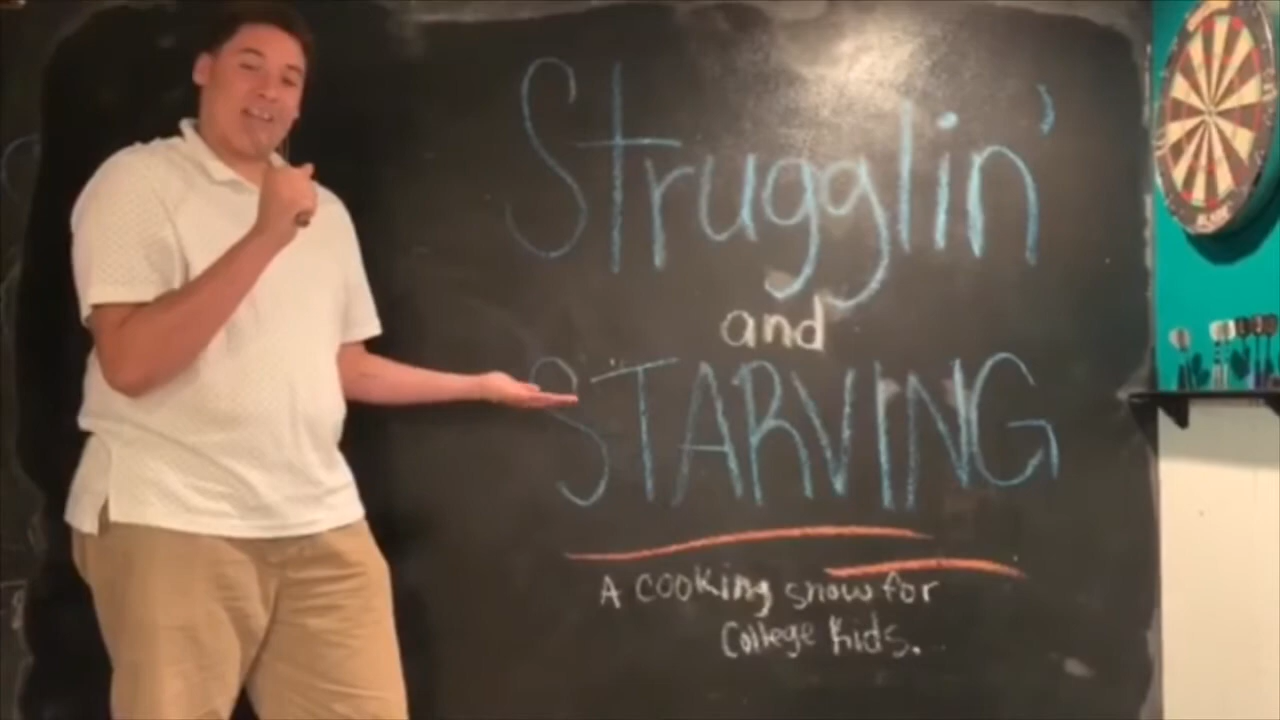 Strugglin'
and
STARVING
A cooking show for
College Kids...